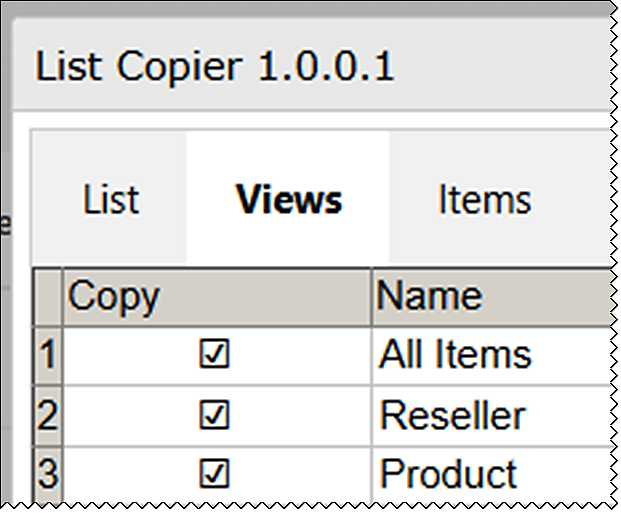 List Copier 1.0.0.1
e
List Views Items
Copy Name
1 ☑ All Items
2 ☑ Reseller
3 ☑ Product